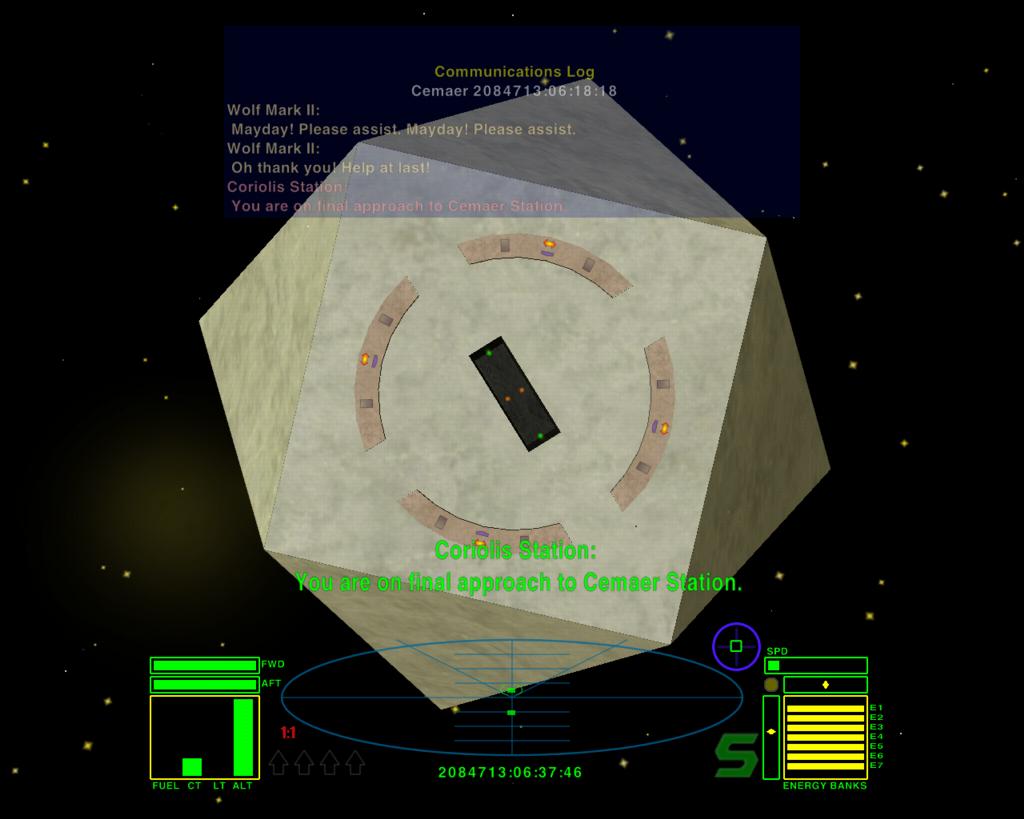 Communications Log
Cemaer 2084713:06:18:18
Wolf Mark II:
Mayday! Please assist. Mayday! Please assist.
Wolf Mark II:
Oh thank you! Help at last!
Coriolis Station:
You are on final approach to Cemaer Station.
Coriolis Station:
You are on final approach to Cemaer Station.
FWD
AFT
FUEL CT LT ALT
1:1
2084713:06:37:46
S
SPD
E1
E2
E3
E4
E5
E6
E7
ENERGY BANKS